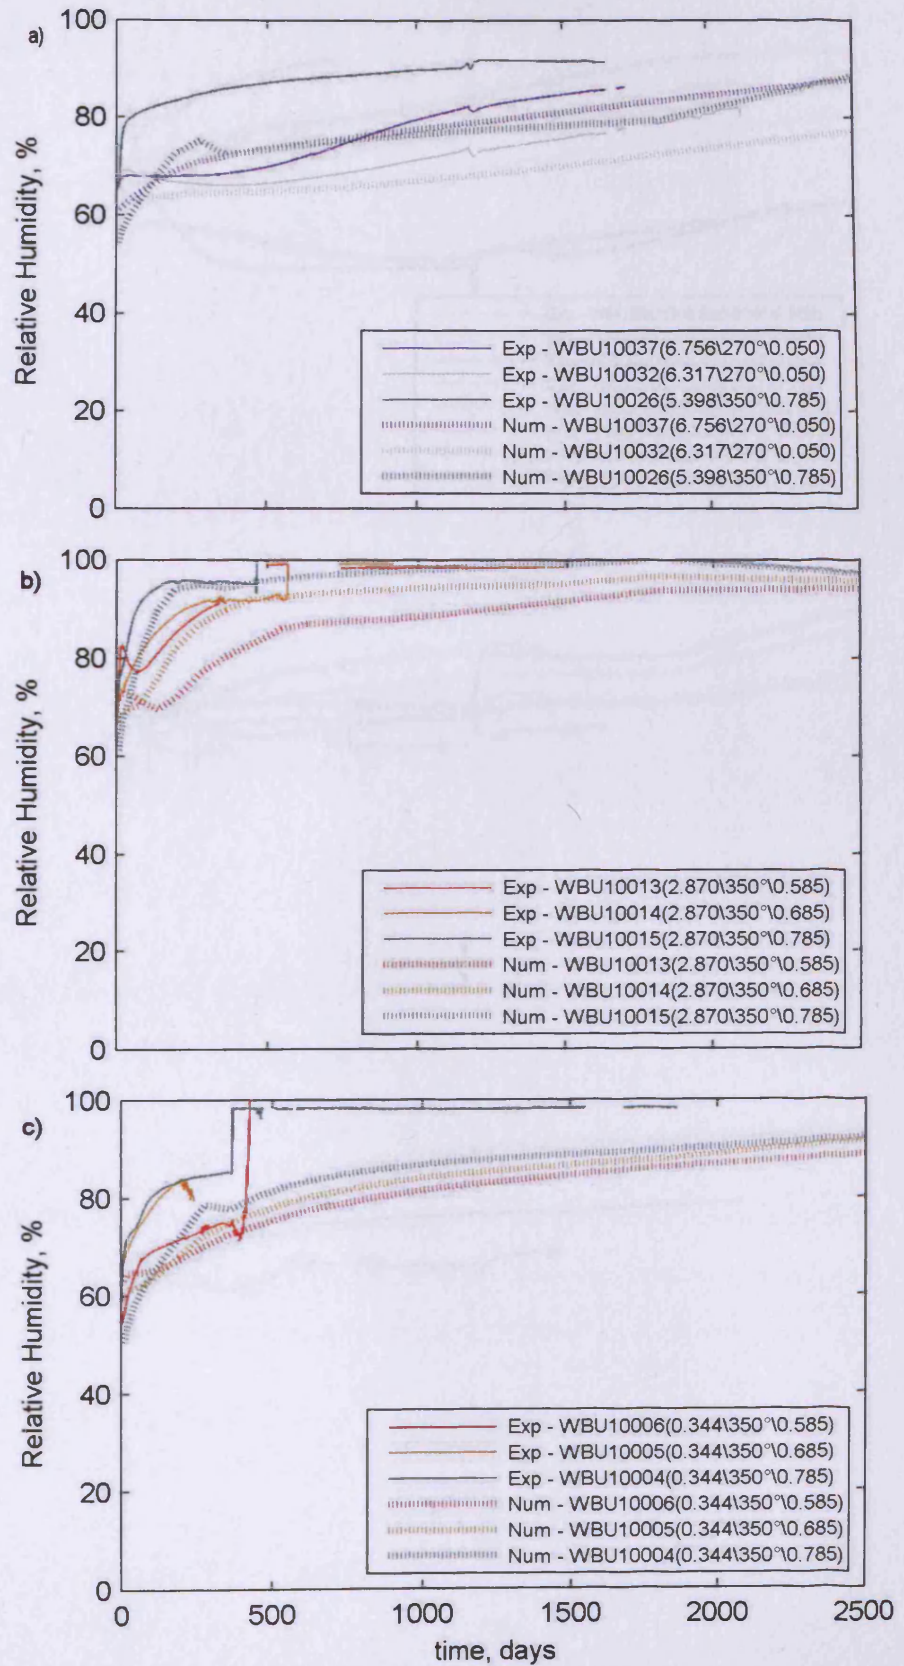 a)
100
80
60
40
20
0
Relative Humidity, %
Exp - WBU10037(6.756\270°\0.050)
Exp - WBU10032(6.317\270°\0.050)
Exp - WBU10026(5.398\350°\0.785)
Num - WBU10037(6.756\270°\0.050)
Num - WBU10032(6.317\270°\0.050)
Num - WBU10026(5.398\350°\0.785)
b)
100
80
60
40
20
0
Relative Humidity, %
Exp - WBU10013(2.870\350°\0.585)
Exp - WBU10014(2.870\350°\0.685)
Exp - WBU10015(2.870\350°\0.785)
Num - WBU10013(2.870\350°\0.585)
Num - WBU10014(2.870\350°\0.685)
Num - WBU10015(2.870\350°\0.785)
c)
100
80
60
40
20
0
Relative Humidity, %
Exp - WBU10006(0.344\350°\0.585)
Exp - WBU10005(0.344\350°\0.685)
Exp - WBU10004(0.344\350°\0.785)
Num - WBU10006(0.344\350°\0.585)
Num - WBU10005(0.344\350°\0.685)
Num - WBU10004(0.344\350°\0.785)
0 500 1000 1500 2000 2500
time, days